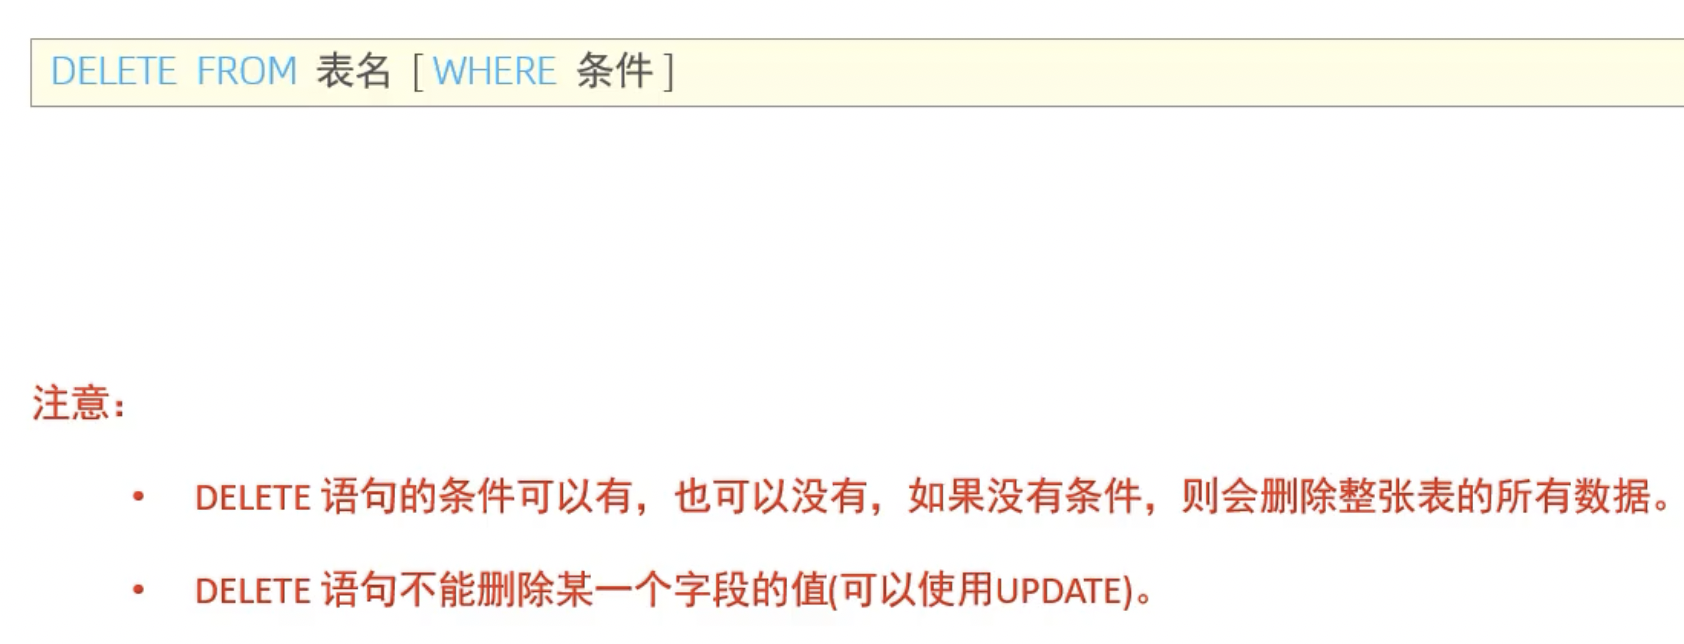 DELETE FROM 表名 [ WHERE 条件 ]
注意：
• DELETE 语句的条件可以有，也可以没有，如果没有条件，则会删除整张表的所有数据。
• DELETE 语句不能删除某一个字段的值(可以使用UPDATE)。